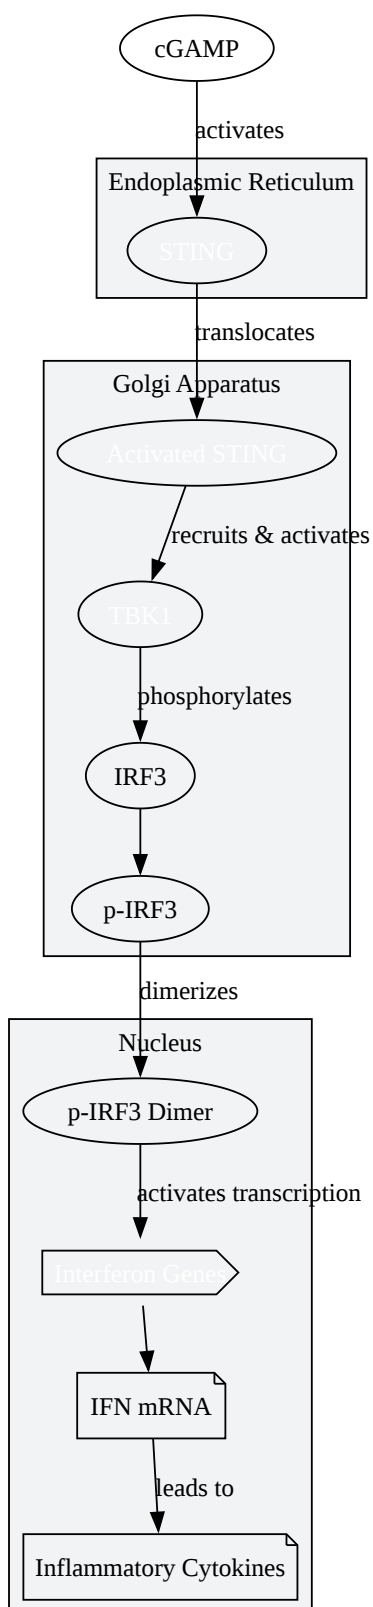 cGAMP
activates
Endoplasmic Reticulum
STING
translocates
Golgi Apparatus
Activated STING
recruits & activates
TBK1
phosphorylates
IRF3
p-IRF3
dimerizes
Nucleus
p-IRF3 Dimer
activates transcription
Interferon Genes
IFN mRNA
leads to
Inflammatory Cytokines